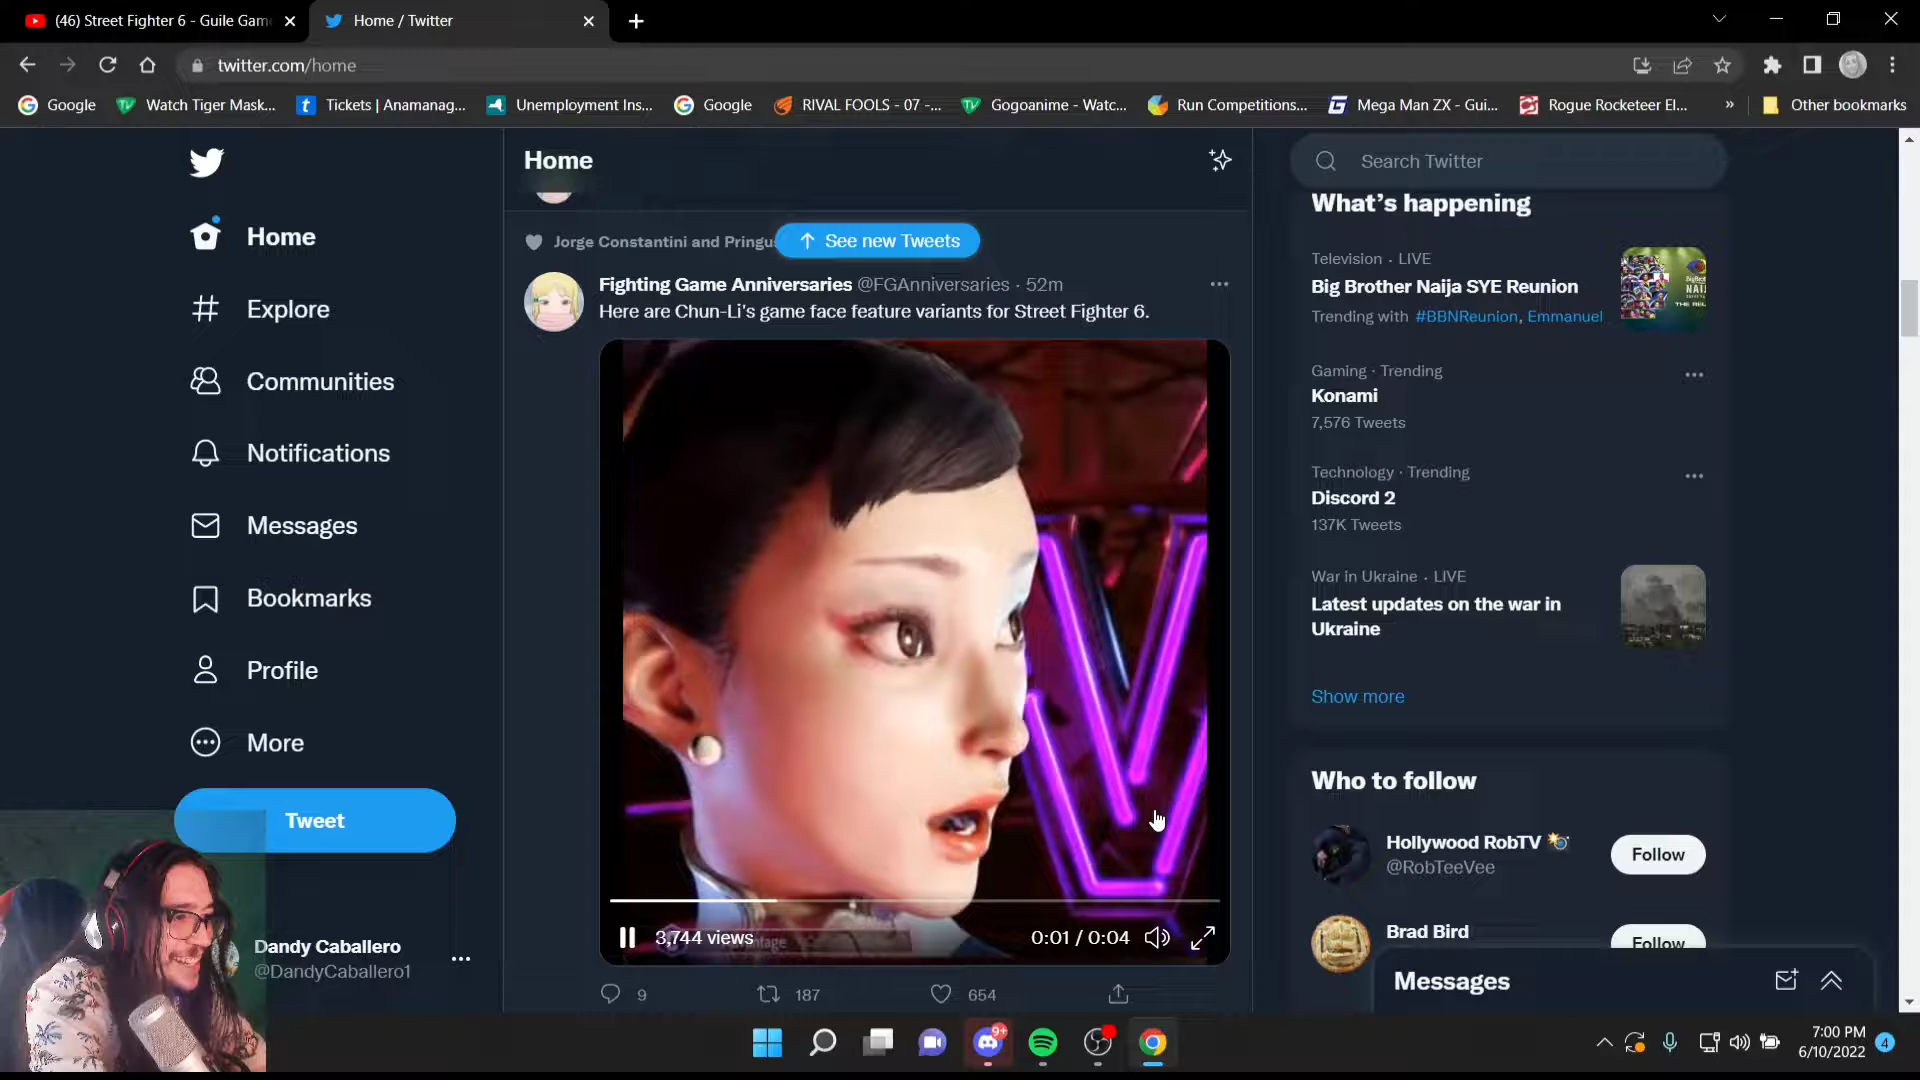 (46) Street Fighter 6 - Guile Gam
Home / Twitter
twitter.com/home
Google
Watch Tiger Mask...
Tickets | Anamanag...
Unemployment Ins...
Google
RIVAL FOOLS - 07 -...
Gogoanime - Watc...
Run Competitions...
Mega Man ZX - Gui...
Rogue Rocketeer El...
»
Other bookmarks
Home
Explore
Communities
Notifications
Messages
Bookmarks
Profile
More
Tweet
Dandy Caballero
@DandyCaballero1
Home
Jorge Constantini and Pringu
See new Tweets
Fighting Game Anniversaries @FGAnniversaries · 52m
Here are Chun-Li's game face feature variants for Street Fighter 6.
3,744 views
0:01 / 0:04
9
187
654
Search Twitter
What's happening
Television · LIVE
Big Brother Naija SYE Reunion
Trending with #BBNReunion, Emmanuel
Gaming · Trending
Konami
7,576 Tweets
Technology · Trending
Discord 2
137K Tweets
War in Ukraine · LIVE
Latest updates on the war in
Ukraine
Show more
Who to follow
Hollywood RobTV
@RobTeeVee
Follow
Brad Bird
Follow
Messages
9+
7:00 PM
6/10/2022
4